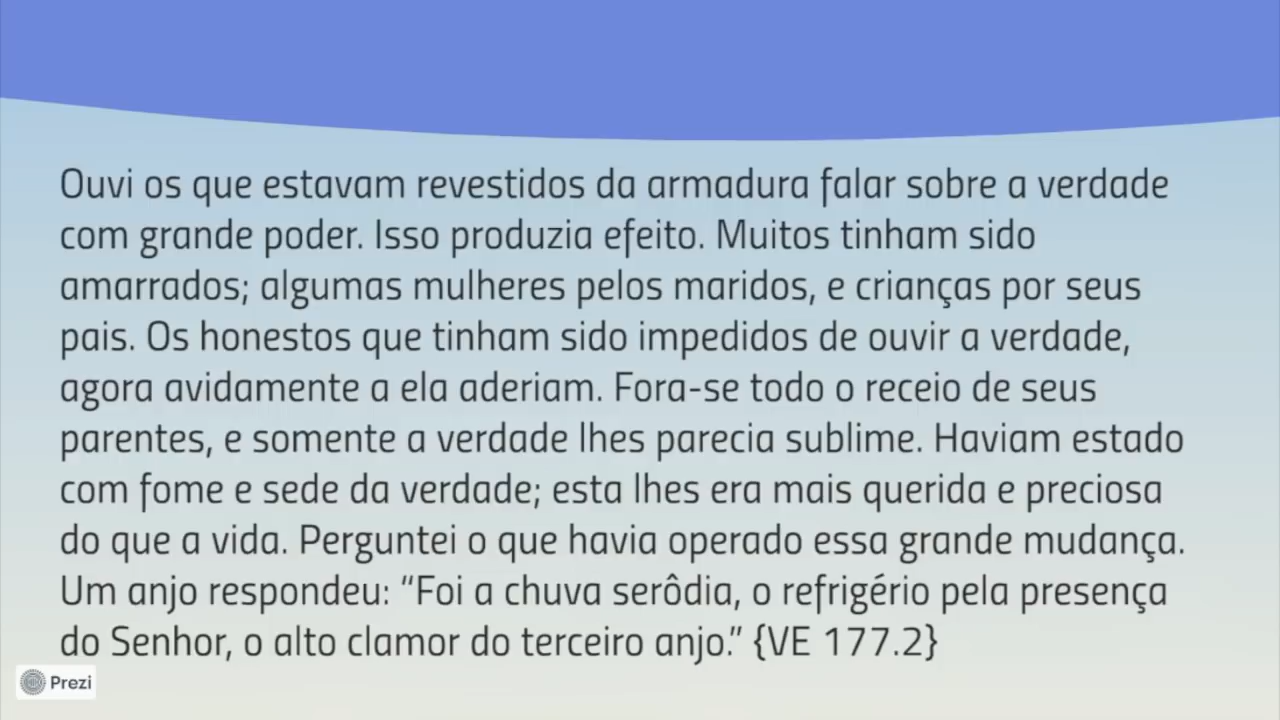 Ouvi os que estavam revestidos da armadura falar sobre a verdade
com grande poder. Isso produzia efeito. Muitos tinham sido
amarrados; algumas mulheres pelos maridos, e crianças por seus
pais. Os honestos que tinham sido impedidos de ouvir a verdade,
agora avidamente a ela aderiam. Fora-se todo o receio de seus
parentes, e somente a verdade lhes parecia sublime. Haviam estado
com fome e sede da verdade; esta lhes era mais querida e preciosa
do que a vida. Perguntei o que havia operado essa grande mudança.
Um anjo respondeu: “Foi a chuva serôdia, o refrigério pela presença
do Senhor, o alto clamor do terceiro anjo.” {VE 177.2}
Prezi